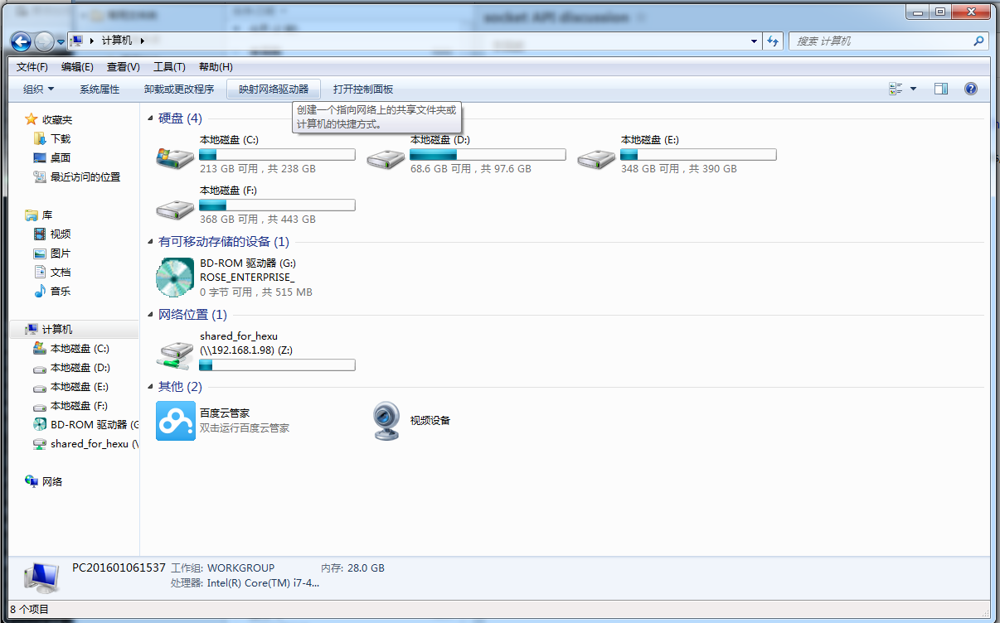 socket API discussion
计算机
搜索 计算机
文件(F) 编辑(E) 查看(V) 工具(T) 帮助(H)
组织 系统属性 卸载或更改程序 映射网络驱动器 打开控制面板
创建一个指向网络上的共享文件夹或
计算机的快捷方式。
收藏夹
下载
桌面
最近访问的位置
库
视频
图片
文档
音乐
计算机
本地磁盘 (C:)
本地磁盘 (D:)
本地磁盘 (E:)
本地磁盘 (F:)
BD-ROM 驱动器 (G
shared_for_hexu (\
网络
硬盘 (4)
本地磁盘 (C:)
213 GB 可用，共 238 GB
本地磁盘 (D:)
68.6 GB 可用，共 97.6 GB
本地磁盘 (E:)
348 GB 可用，共 390 GB
本地磁盘 (F:)
368 GB 可用，共 443 GB
有可移动存储的设备 (1)
BD-ROM 驱动器 (G:)
ROSE_ENTERPRISE_
0 字节 可用，共 515 MB
网络位置 (1)
shared_for_hexu
(\\192.168.1.98) (Z:)
其他 (2)
百度云管家
双击运行百度云管家
视频设备
PC201601061537 工作组: WORKGROUP 内存: 28.0 GB
处理器: Intel(R) Core(TM) i7-4...
8 个项目